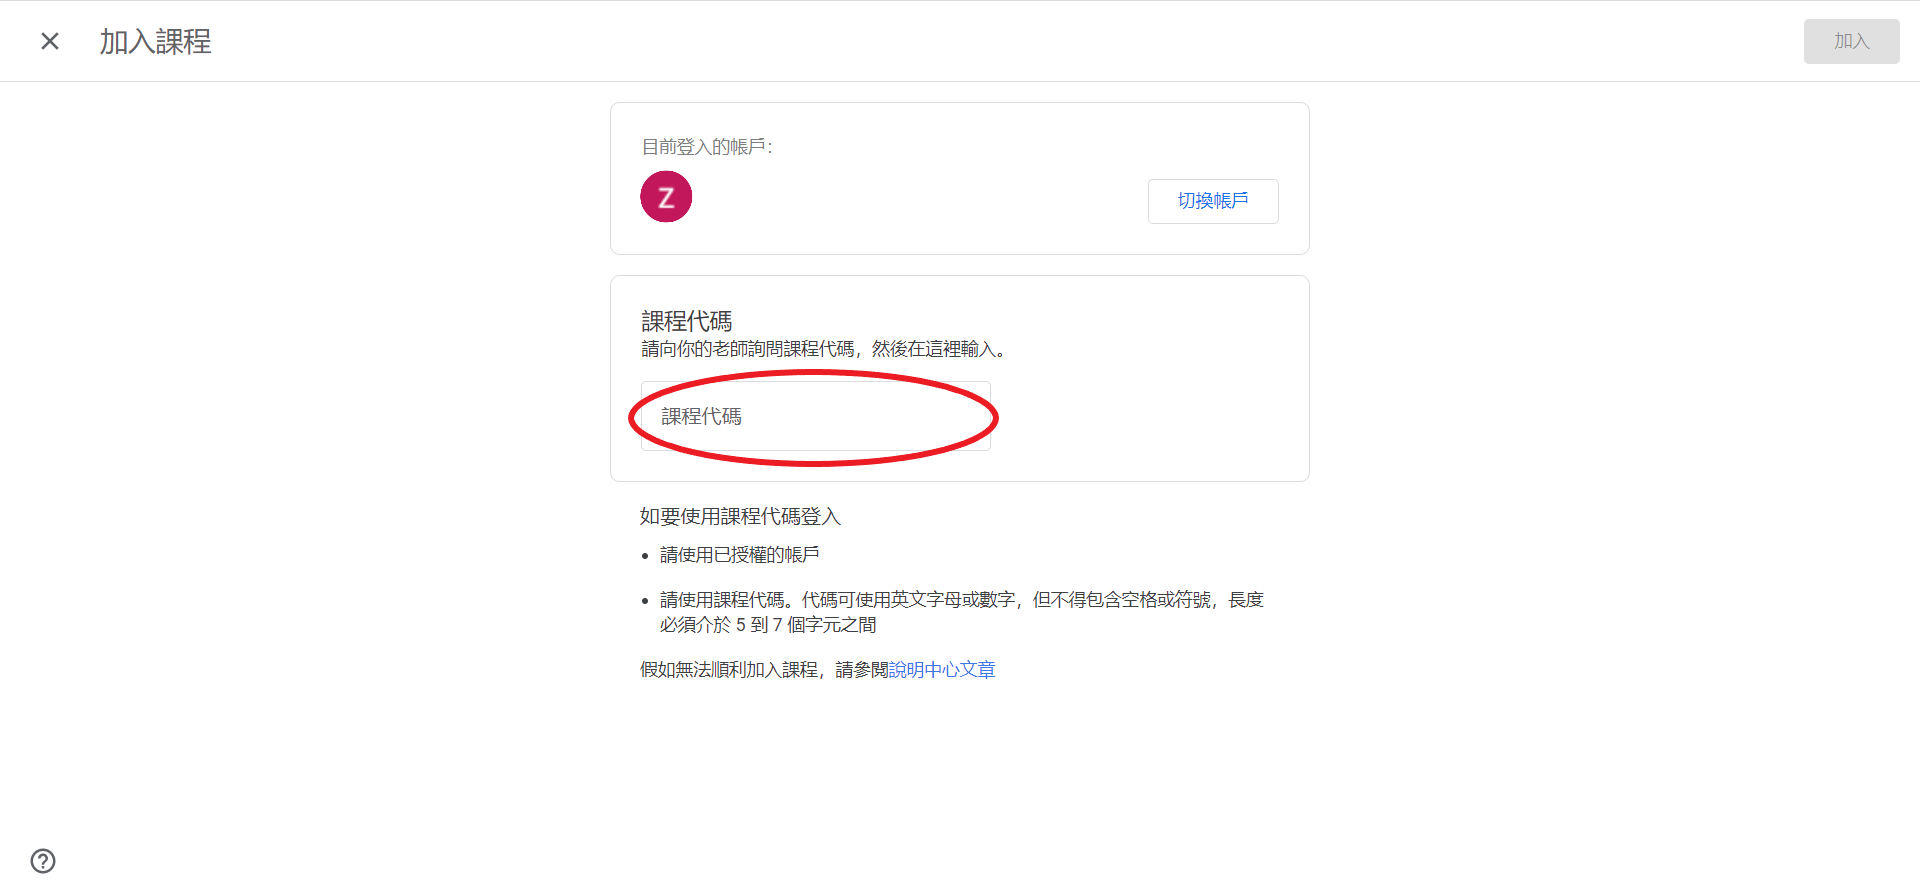 加入課程
加入
目前登入的帳戶：
Z
切換帳戶
課程代碼
請向你的老師詢問課程代碼，然後在這裡輸入。
課程代碼
如要使用課程代碼登入
• 請使用已授權的帳戶
• 請使用課程代碼。代碼可使用英文字母或數字，但不得包含空格或符號，長度
必須介於 5 到 7 個字元之間
假如無法順利加入課程，請參閱說明中心文章